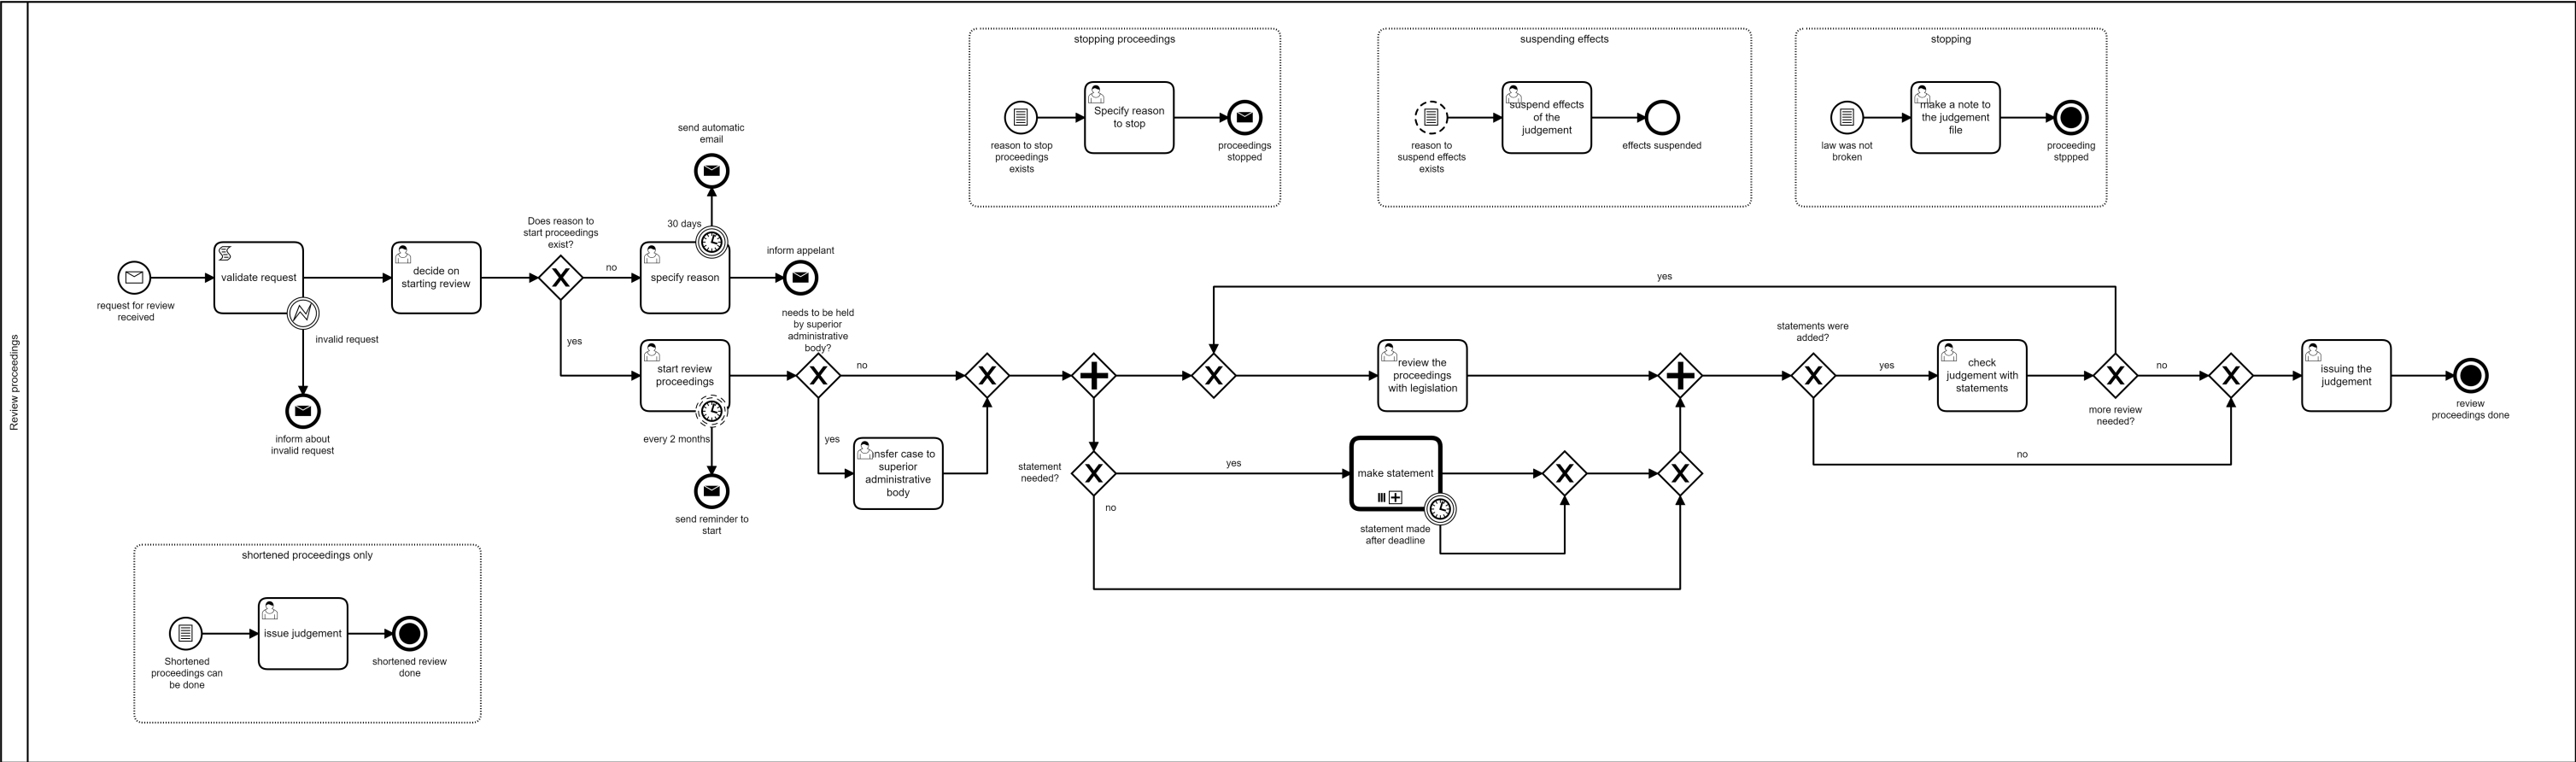 Review proceedings
stopping proceedings
reason to stop
proceedings
exists
Specify reason
to stop
proceedings
stopped
suspending effects
reason to
suspend effects
exists
suspend effects
of the
judgement
effects suspended
stopping
law was not
broken
make a note to
the judgement
file
proceeding
stppped
send automatic
email
30 days
request for review
received
validate request
invalid request
inform about
invalid request
decide on
starting review
Does reason to
start proceedings
exist?
no
yes
specify reason
inform appelant
start review
proceedings
every 2 months
send reminder to
start
needs to be held
by superior
administrative
body?
no
yes
nsfer case to
superior
administrative
body
statement
needed?
yes
no
yes
review the
proceedings
with legislation
make statement
statement made
after deadline
statements were
added?
yes
no
check
judgement with
statements
more review
needed?
no
issuing the
judgement
review
proceedings done
shortened proceedings only
Shortened
proceedings can
be done
issue judgement
shortened review
done